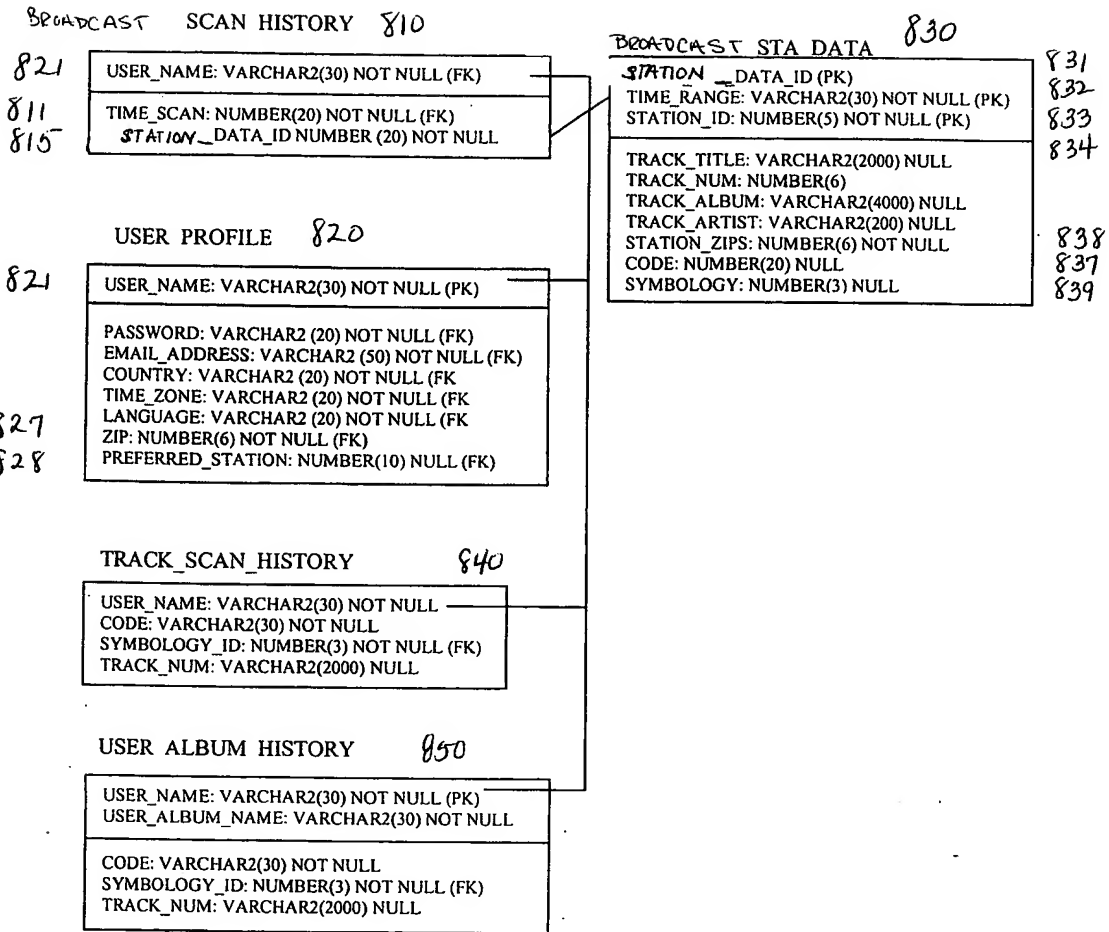 BROADCAST SCAN HISTORY 810
821
USER_NAME: VARCHAR2(30) NOT NULL (FK)
811
TIME_SCAN: NUMBER(20) NOT NULL (FK)
815
STATION_DATA_ID NUMBER (20) NOT NULL
USER PROFILE 820
821
USER_NAME: VARCHAR2(30) NOT NULL (PK)
PASSWORD: VARCHAR2 (20) NOT NULL (FK)
EMAIL_ADDRESS: VARCHAR2 (50) NOT NULL (FK)
COUNTRY: VARCHAR2 (20) NOT NULL (FK
TIME_ZONE: VARCHAR2 (20) NOT NULL (FK
LANGUAGE: VARCHAR2 (20) NOT NULL (FK
827
ZIP: NUMBER(6) NOT NULL (FK)
828
PREFERRED_STATION: NUMBER(10) NULL (FK)
TRACK_SCAN_HISTORY 840
USER_NAME: VARCHAR2(30) NOT NULL
CODE: VARCHAR2(30) NOT NULL
SYMBOLOGY_ID: NUMBER(3) NOT NULL (FK)
TRACK_NUM: VARCHAR2(2000) NULL
USER ALBUM HISTORY 850
USER_NAME: VARCHAR2(30) NOT NULL (PK)
USER_ALBUM_NAME: VARCHAR2(30) NOT NULL
CODE: VARCHAR2(30) NOT NULL
SYMBOLOGY_ID: NUMBER(3) NOT NULL (FK)
TRACK_NUM: VARCHAR2(2000) NULL
BROADCAST STA DATA 830
STATION_DATA_ID (PK)
831
TIME_RANGE: VARCHAR2(30) NOT NULL (PK)
832
STATION_ID: NUMBER(5) NOT NULL (PK)
833
834
TRACK_TITLE: VARCHAR2(2000) NULL
TRACK_NUM: NUMBER(6)
TRACK_ALBUM: VARCHAR2(4000) NULL
TRACK_ARTIST: VARCHAR2(200) NULL
STATION_ZIPS: NUMBER(6) NOT NULL
838
CODE: NUMBER(20) NULL
837
SYMBOLOGY: NUMBER(3) NULL
839